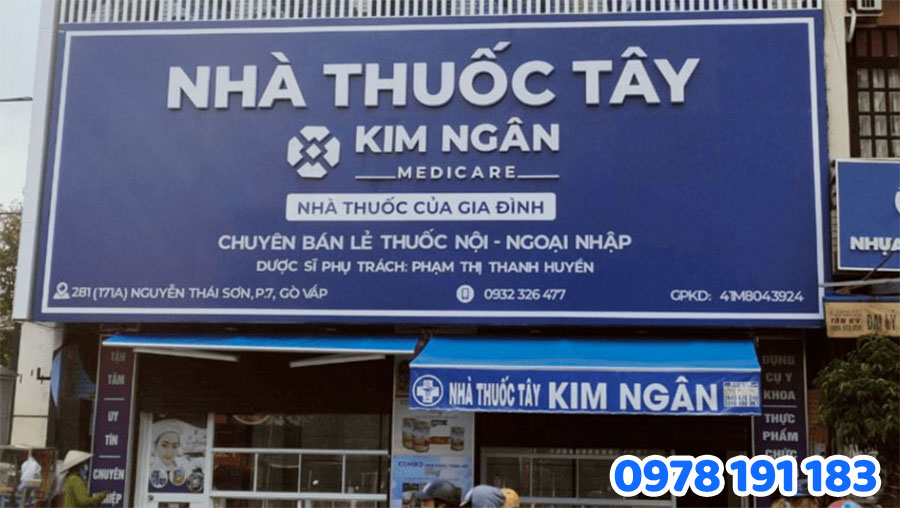 NHÀ THUỐC TÂY
KIM NGÂN
MEDICARE
NHÀ THUỐC CỦA GIA ĐÌNH
CHUYÊN BÁN LẺ THUỐC NỘI - NGOẠI NHẬP
DƯỢC SĨ PHỤ TRÁCH: PHẠM THỊ THANH HUYỀN
281 (171A) NGUYỄN THÁI SƠN, P.7, GÒ VẤP
0932 326 477
GPKD: 41M8043924
NHỰA
NHÀ THUỐC TÂY KIM NGÂN
TẬN
TÂM
UY
TÍN
CHUYÊN
NGHIỆP
COMBO
DỤNG
CỤ Y
KHOA
THỰC
PHẨM
CHỨC
0978 191 183